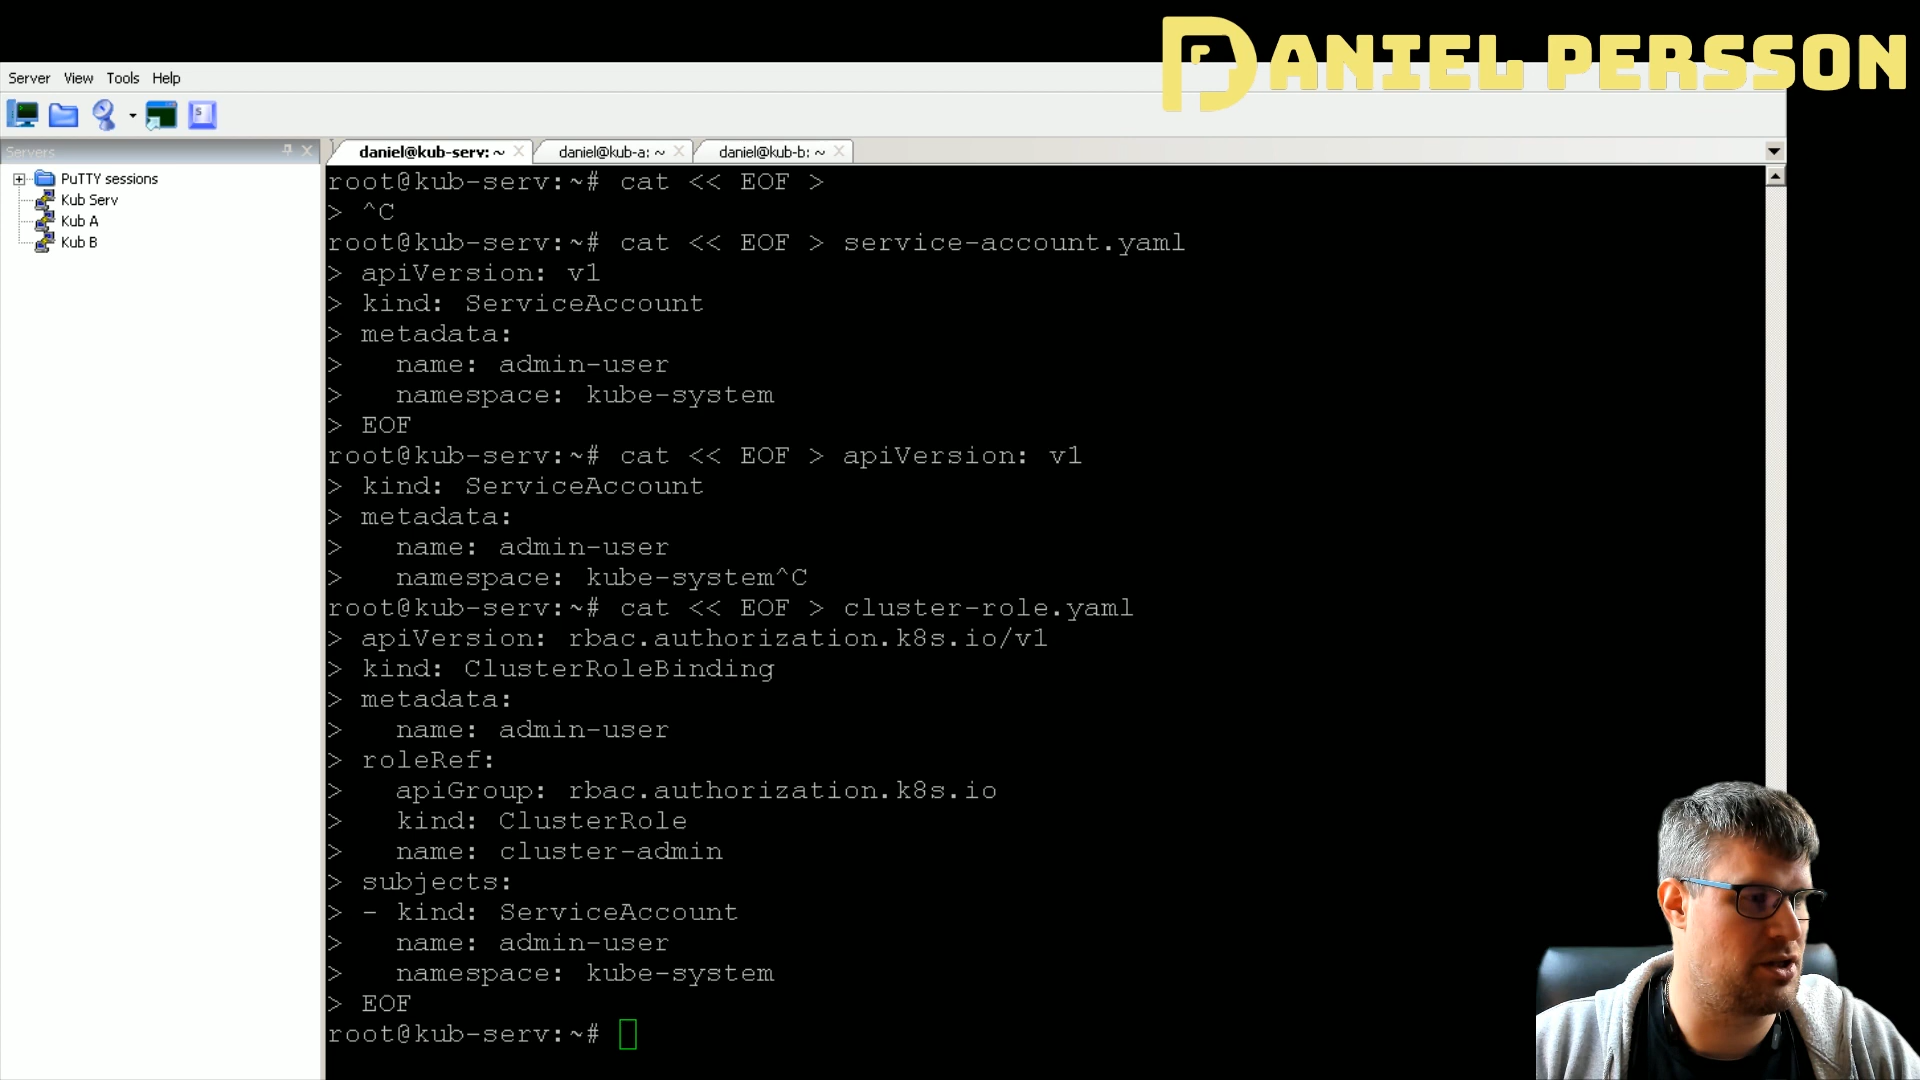 DANIEL PERSSON
Server View Tools Help
Servers
daniel@kub-serv: ~
daniel@kub-a: ~
daniel@kub-b: ~
PuTTY sessions
Kub Serv
Kub A
Kub B
root@kub-serv:~# cat << EOF >
> ^C
root@kub-serv:~# cat << EOF > service-account.yaml
> apiVersion: v1
> kind: ServiceAccount
> metadata:
>   name: admin-user
>   namespace: kube-system
> EOF
root@kub-serv:~# cat << EOF > apiVersion: v1
> kind: ServiceAccount
> metadata:
>   name: admin-user
>   namespace: kube-system^C
root@kub-serv:~# cat << EOF > cluster-role.yaml
> apiVersion: rbac.authorization.k8s.io/v1
> kind: ClusterRoleBinding
> metadata:
>   name: admin-user
> roleRef:
>   apiGroup: rbac.authorization.k8s.io
>   kind: ClusterRole
>   name: cluster-admin
> subjects:
> - kind: ServiceAccount
>   name: admin-user
>   namespace: kube-system
> EOF
root@kub-serv:~#